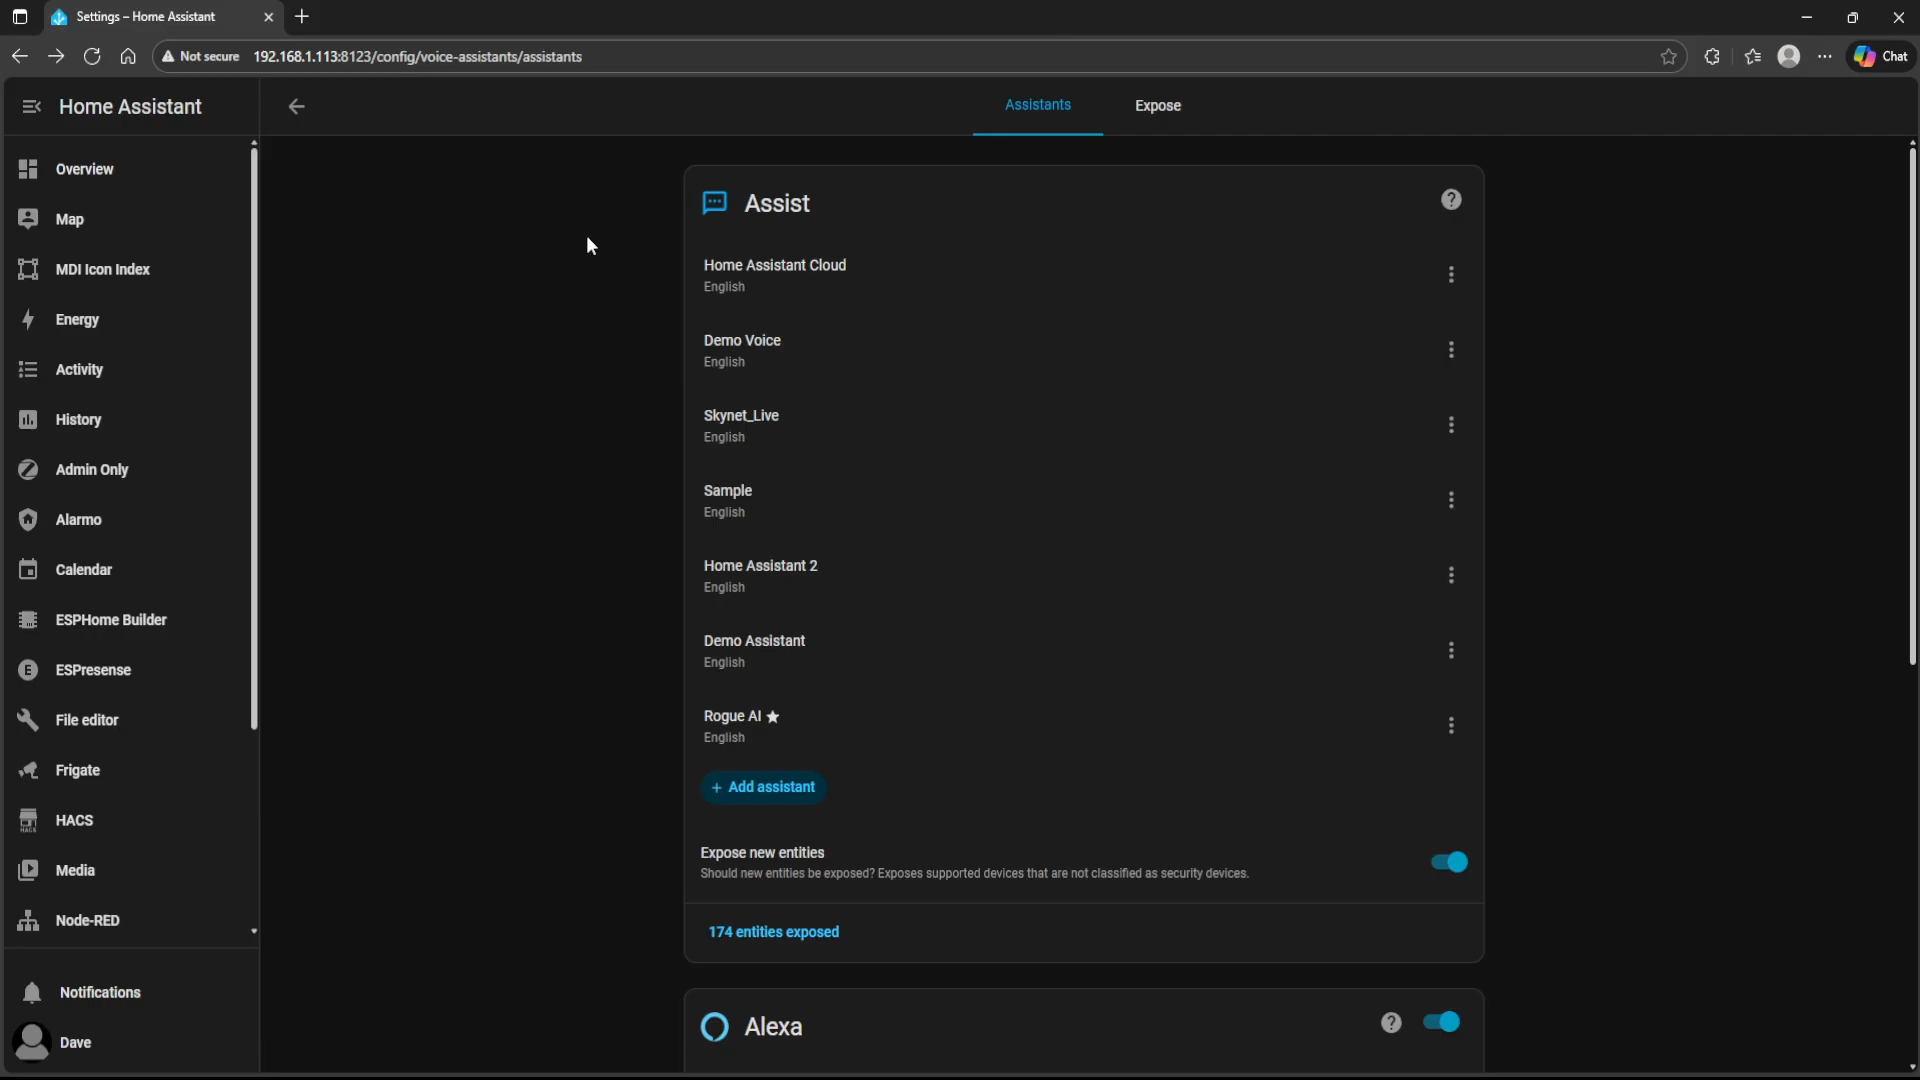 Settings – Home Assistant
Not secure 192.168.1.113:8123/config/voice-assistants/assistants
Chat
Home Assistant
Assistants
Expose
Overview
Map
MDI Icon Index
Energy
Activity
History
Admin Only
Alarmo
Calendar
ESPHome Builder
E
ESPresense
File editor
Frigate
HACS
HACS
Media
Node-RED
Notifications
Dave
Assist
Home Assistant Cloud
English
Demo Voice
English
Skynet_Live
English
Sample
English
Home Assistant 2
English
Demo Assistant
English
Rogue AI
English
+ Add assistant
Expose new entities
Should new entities be exposed? Exposes supported devices that are not classified as security devices.
174 entities exposed
Alexa